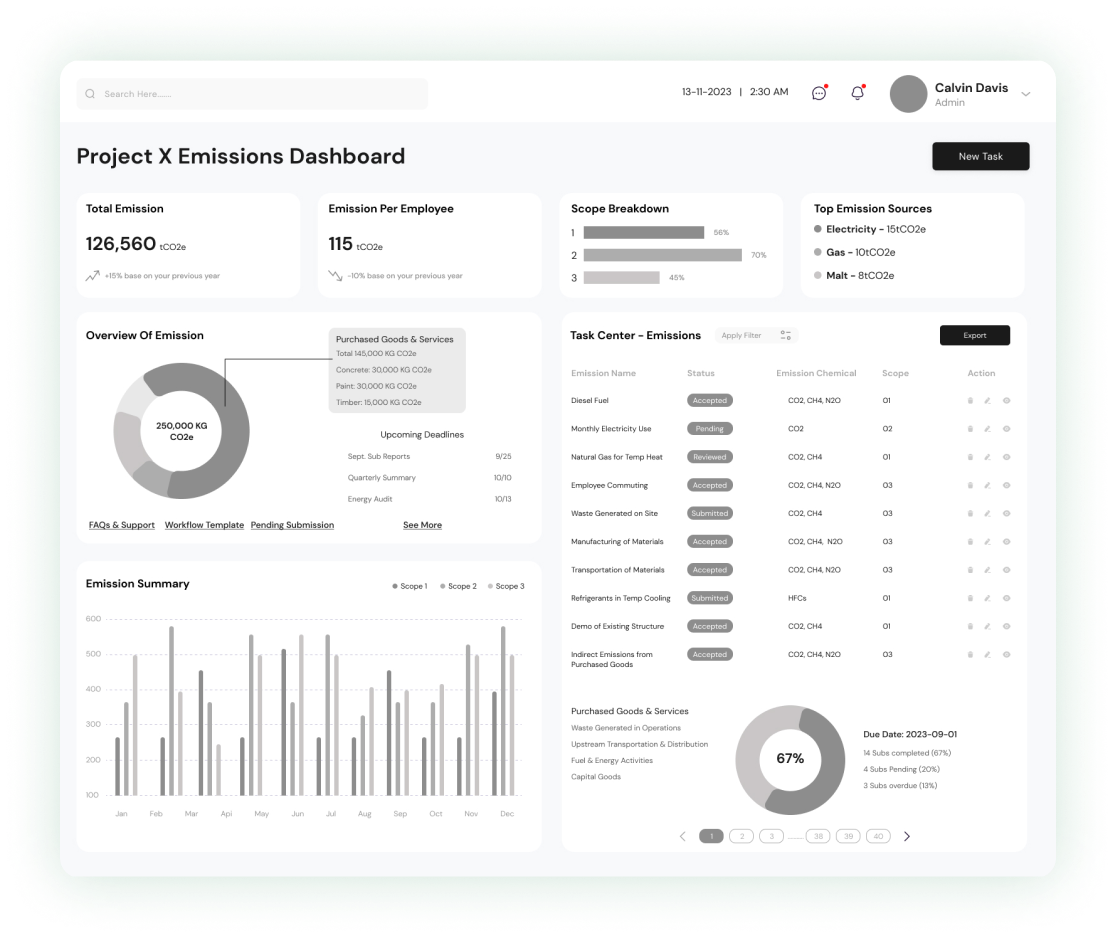 Search Here.......
13-11-2023 | 2:30 AM
Calvin Davis
Admin
Project X Emissions Dashboard
New Task
Total Emission
126,560 tCO2e
+15% base on your previous year
Emission Per Employee
115 tCO2e
-10% base on your previous year
Scope Breakdown
1 56%
2 70%
3 45%
Top Emission Sources
Electricity - 15tCO2e
Gas - 10tCO2e
Malt - 8tCO2e
Overview Of Emission
250,000 KG
CO2e
Purchased Goods & Services
Total 145,000 KG CO2e
Concrete: 30,000 KG CO2e
Paint: 30,000 KG CO2e
Timber: 15,000 KG CO2e
Upcoming Deadlines
Sept. Sub Reports 9/25
Quarterly Summary 10/10
Energy Audit 10/13
FAQs & Support Workflow Template Pending Submission See More
Emission Summary
Scope 1 Scope 2 Scope 3
600
500
400
300
200
100
Jan Feb Mar Api May Jun Jul Aug Sep Oct Nov Dec
Task Center - Emissions
Apply Filter
Export
Emission Name Status Emission Chemical Scope Action
Diesel Fuel Accepted CO2, CH4, N2O 01
Monthly Electricity Use Pending CO2 02
Natural Gas for Temp Heat Reviewed CO2, CH4 01
Employee Commuting Accepted CO2, CH4, N2O 03
Waste Generated on Site Submitted CO2, CH4 03
Manufacturing of Materials Accepted CO2, CH4, N2O 03
Transportation of Materials Accepted CO2, CH4, N2O 03
Refrigerants in Temp Cooling Submitted HFCs 01
Demo of Existing Structure Accepted CO2, CH4 01
Indirect Emissions from Accepted CO2, CH4, N2O 03
Purchased Goods
Purchased Goods & Services
Waste Generated in Operations
Upstream Transportation & Distribution
Fuel & Energy Activities
Capital Goods
67%
Due Date: 2023-09-01
14 Subs completed (67%)
4 Subs Pending (20%)
3 Subs overdue (13%)
1 2 3 38 39 40